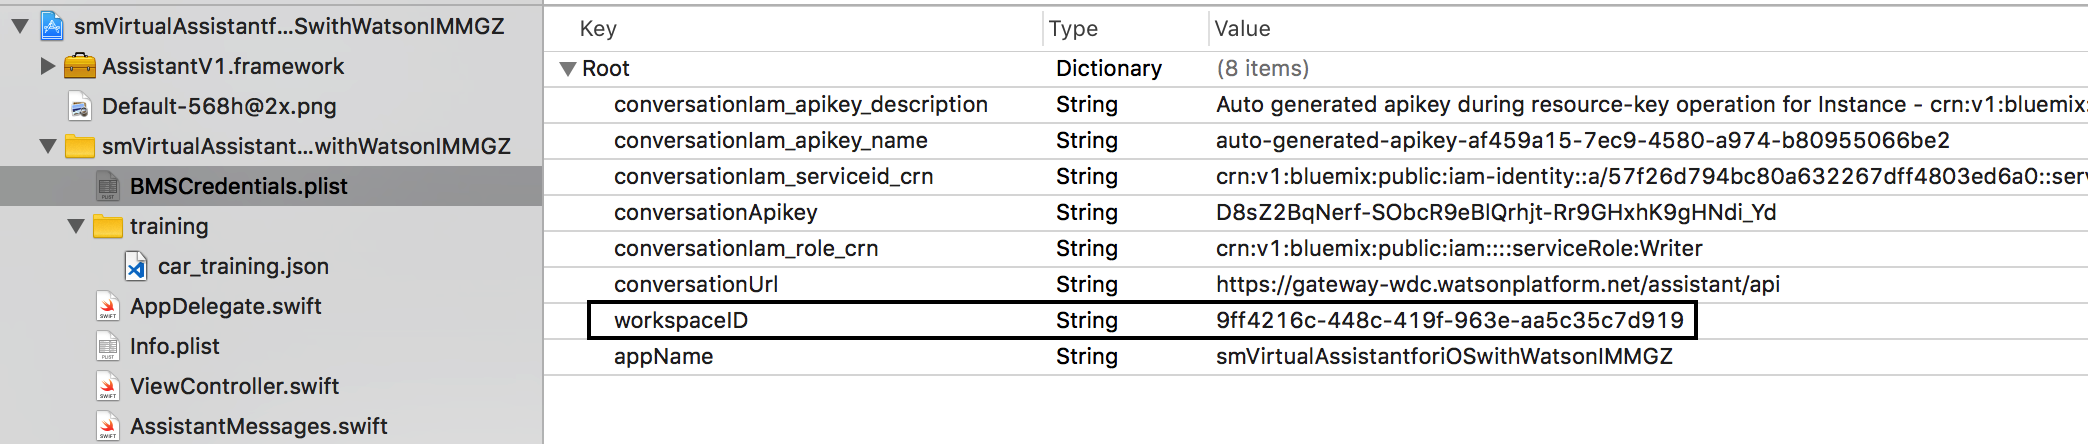 smVirtualAssistantf...SwithWatsonIMMGZ
AssistantV1.framework
Default-568h@2x.png
smVirtualAssistant...withWatsonIMMGZ
BMSCredentials.plist
training
car_training.json
AppDelegate.swift
Info.plist
ViewController.swift
AssistantMessages.swift
Key Type Value
Root Dictionary (8 items)
conversationIam_apikey_description String Auto generated apikey during resource-key operation for Instance - crn:v1:bluemix:
conversationIam_apikey_name String auto-generated-apikey-af459a15-7ec9-4580-a974-b80955066be2
conversationIam_serviceid_crn String crn:v1:bluemix:public:iam-identity::a/57f26d794bc80a632267dff4803ed6a0::serv
conversationApikey String D8sZ2BqNerf-SObcR9eBlQrhjt-Rr9GHxhK9gHNdi_Yd
conversationIam_role_crn String crn:v1:bluemix:public:iam::::serviceRole:Writer
conversationUrl String https://gateway-wdc.watsonplatform.net/assistant/api
workspaceID String 9ff4216c-448c-419f-963e-aa5c35c7d919
appName String smVirtualAssistantforiOSwithWatsonIMMGZ